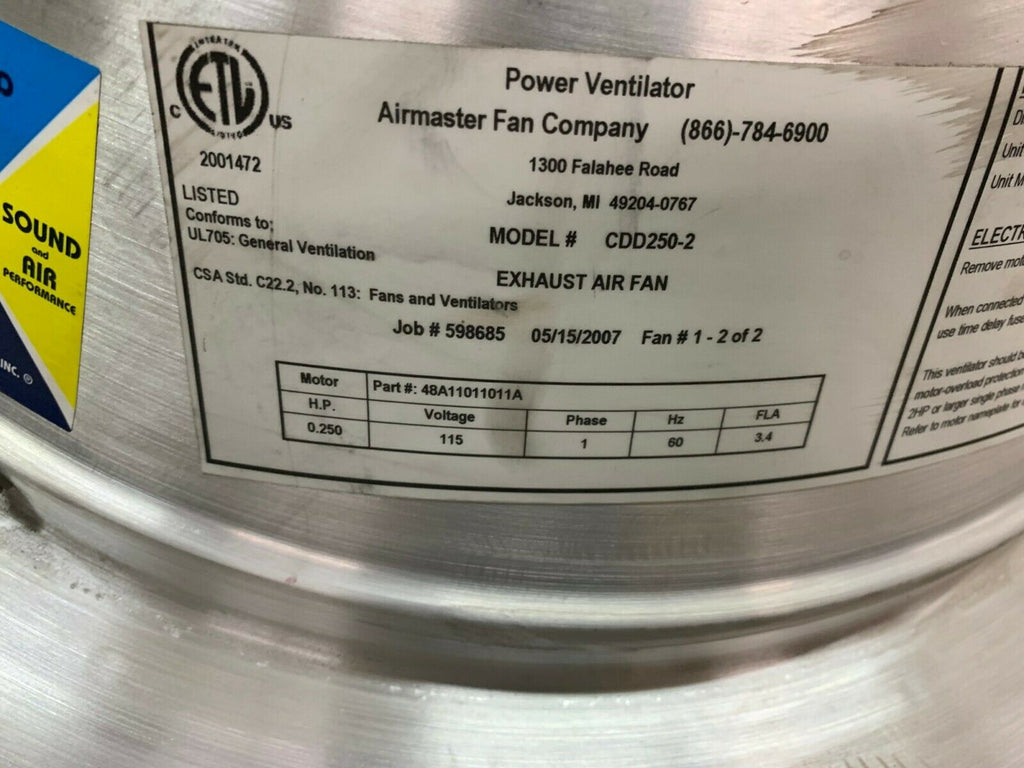 SOUND
and
AIR
PERFORMANCE
INC. ®
INTERTEK
ETL
LISTED
C US
2001472
LISTED
Conforms to:
UL705: General Ventilation
CSA Std. C22.2, No. 113: Fans and Ventilators
Power Ventilator
Airmaster Fan Company (866)-784-6900
1300 Falahee Road
Jackson, MI 49204-0767
MODEL # CDD250-2
EXHAUST AIR FAN
Job # 598685 05/15/2007 Fan # 1 - 2 of 2
Motor Part #: 48A11011011A
H.P. Voltage Phase Hz FLA
0.250 115 1 60 3.4
Unit
Unit M
ELECTR
Remove mot
When connected
use time delay fuse
This ventilator should b
motor-overload protection
2HP or larger single phase
Refer to motor nameplate for